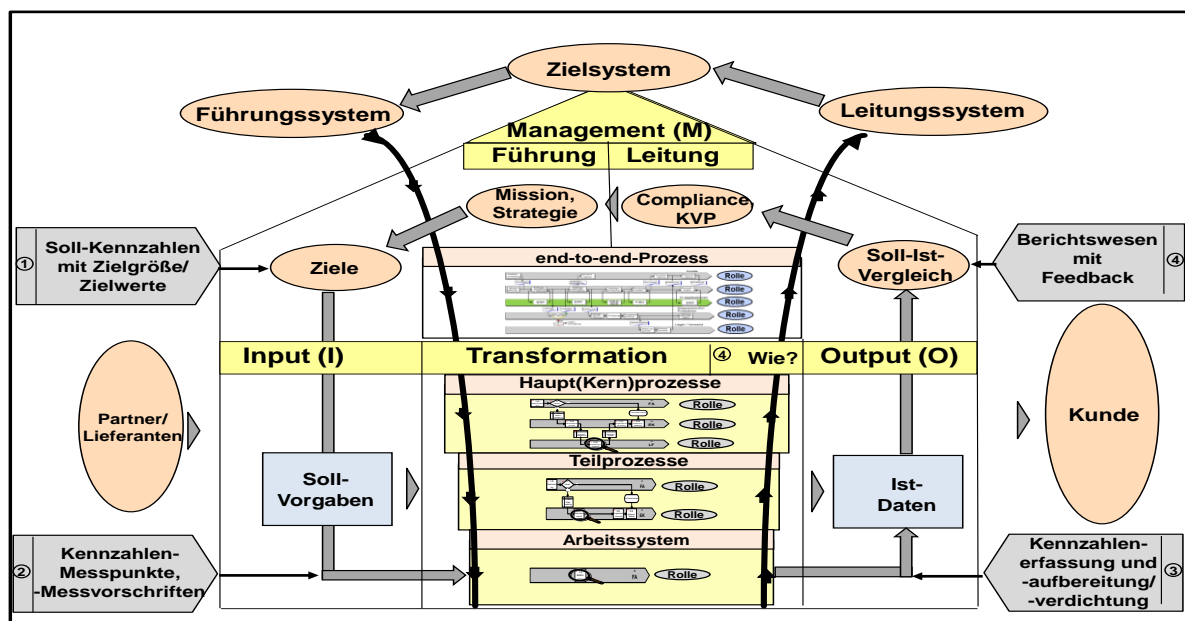 Zielsystem
Führungssystem
Leitungssystem
Management (M)
Führung
Leitung
Mission,
Strategie
Compliance,
KVP
①
Soll-Kennzahlen
mit Zielgröße/
Zielwerte
Ziele
end-to-end-Prozess
Rolle
Rolle
Rolle
Rolle
Rolle
Soll-Ist-
Vergleich
Berichtswesen
mit
Feedback
④
Input (I)
Transformation
④
Wie?
Output (O)
Haupt(Kern)prozesse
Rolle
Rolle
Rolle
Partner/
Lieferanten
Kunde
Teilprozesse
Rolle
Rolle
Soll-
Vorgaben
Ist-
Daten
Arbeitssystem
Rolle
②
Kennzahlen-
Messpunkte,
-Messvorschriften
Kennzahlen-
erfassung und
-aufbereitung/
-verdichtung
③